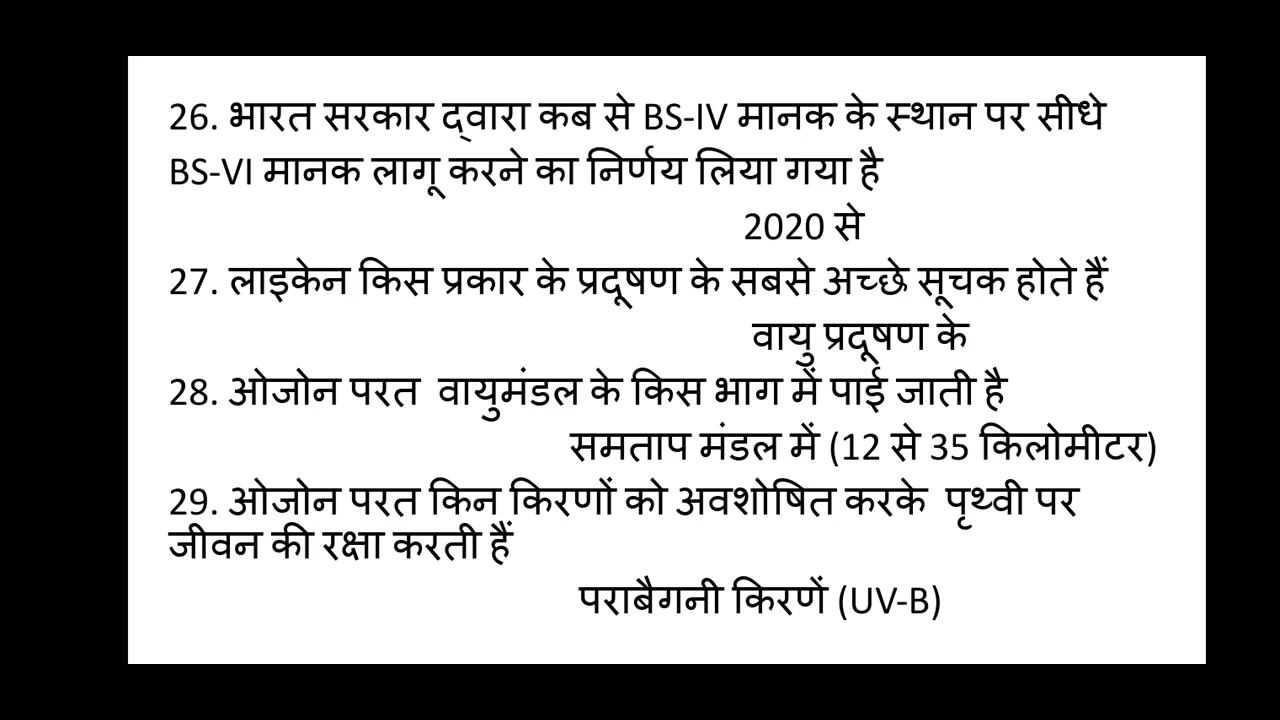 26. भारत सरकार द्वारा कब से BS-IV मानक के स्थान पर सीधे
BS-VI मानक लागू करने का निर्णय लिया गया है
2020 से
27. लाइकेन किस प्रकार के प्रदूषण के सबसे अच्छे सूचक होते हैं
वायु प्रदूषण के
28. ओजोन परत वायुमंडल के किस भाग में पाई जाती है
समताप मंडल में (12 से 35 किलोमीटर)
29. ओजोन परत किन किरणों को अवशोषित करके पृथ्वी पर
जीवन की रक्षा करती हैं
पराबैगनी किरणें (UV-B)